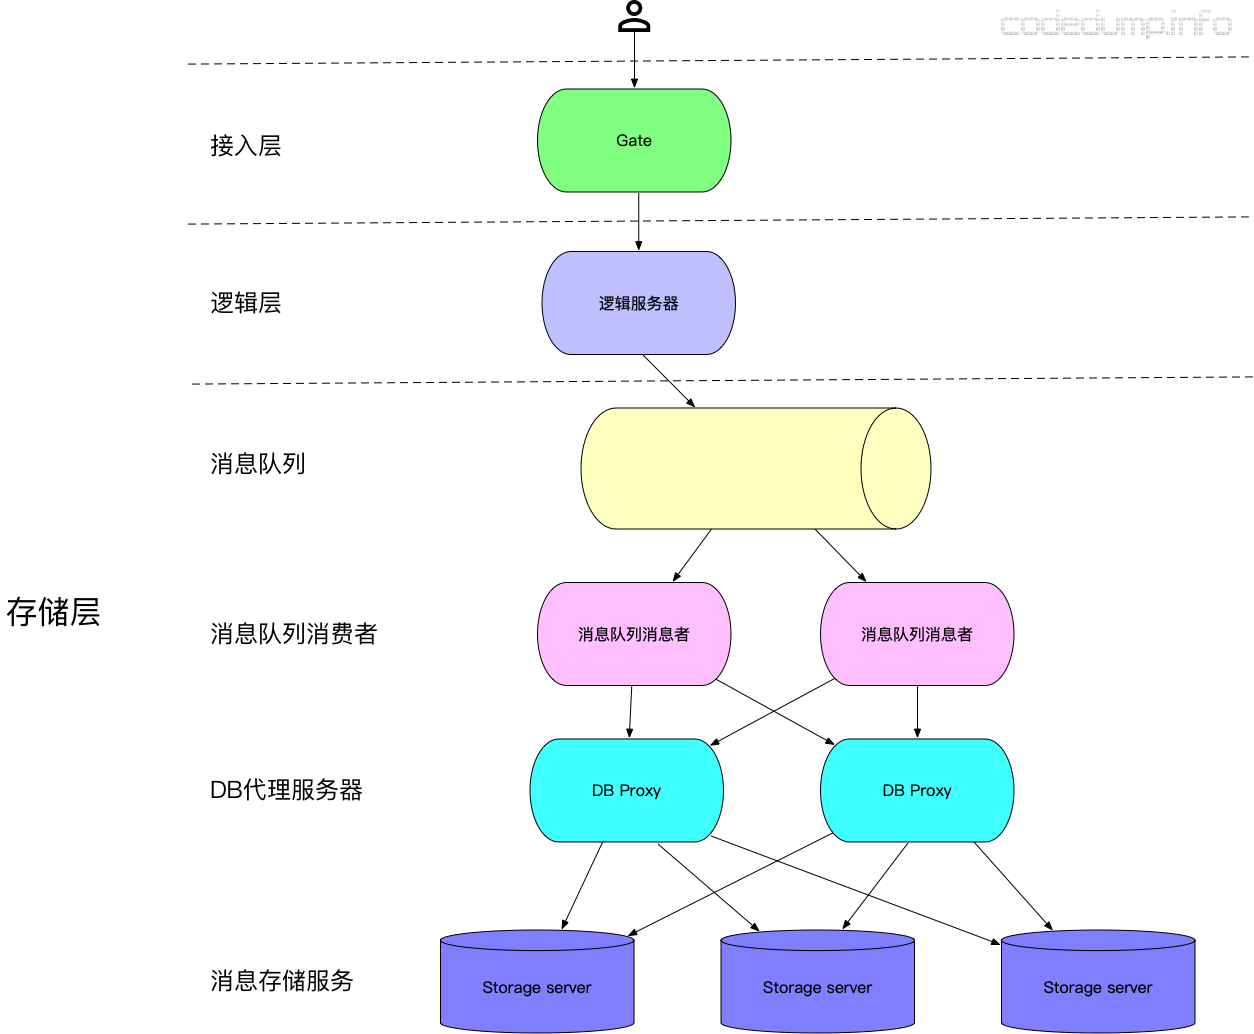 codedump.info
接入层
Gate
逻辑层
逻辑服务器
消息队列
存储层
消息队列消费者
消息队列消息者
消息队列消息者
DB代理服务器
DB Proxy
DB Proxy
消息存储服务
Storage server
Storage server
Storage server